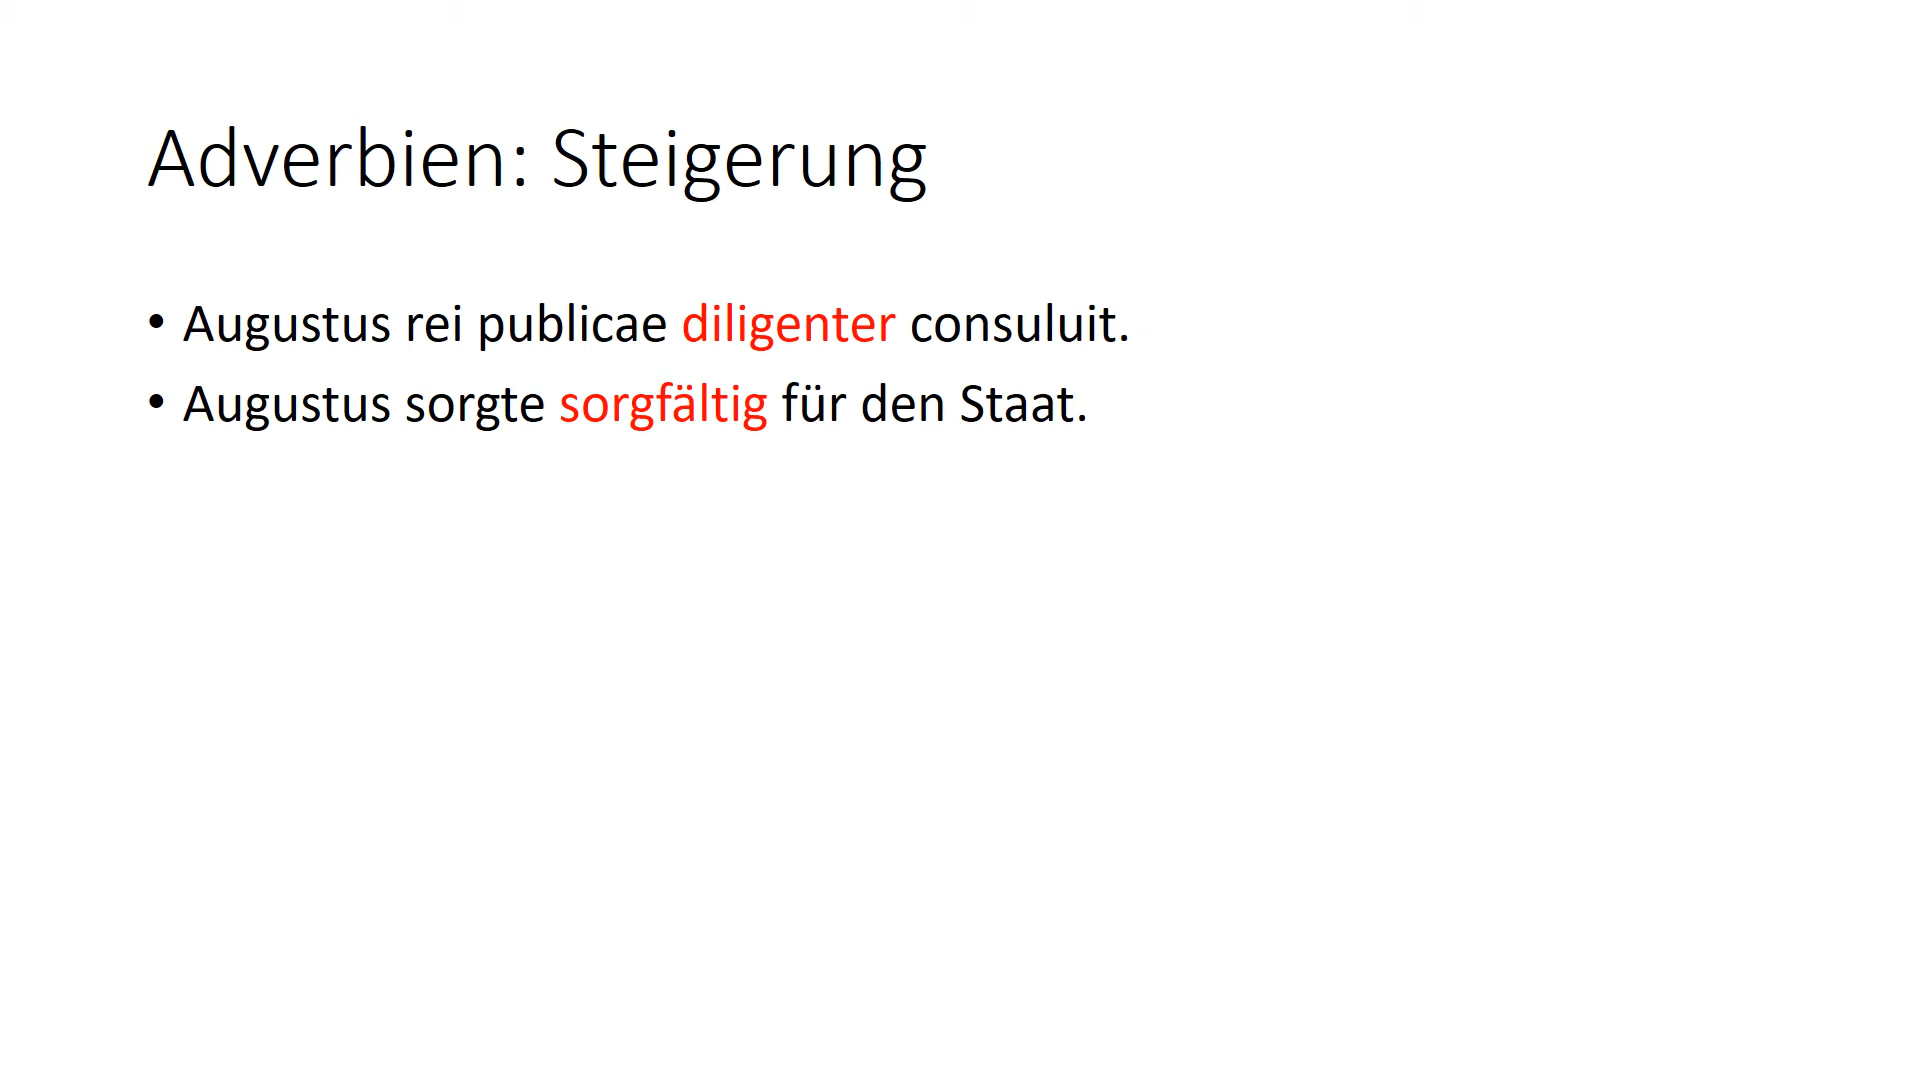 Adverbien: Steigerung
• Augustus rei publicae diligenter consuluit.
• Augustus sorgte sorgfältig für den Staat.